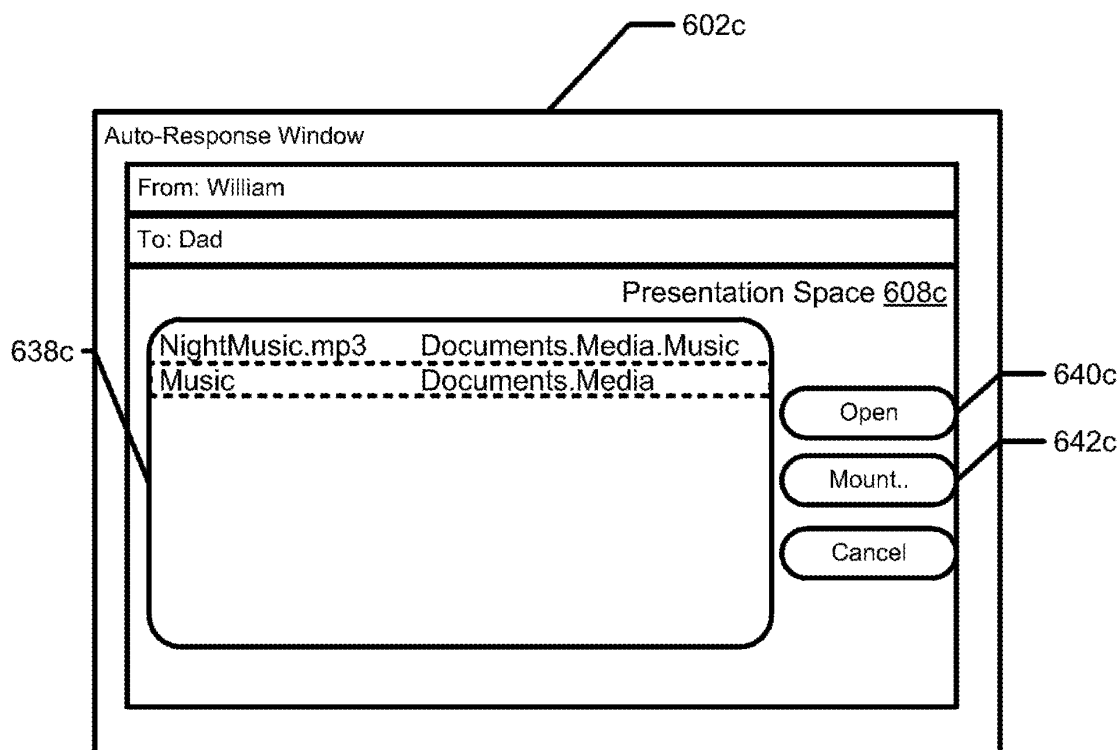 602c
Auto-Response Window
From: William
To: Dad
Presentation Space 608c
638c
NightMusic.mp3 Documents.Media.Music
Music Documents.Media
640c
Open
642c
Mount..
Cancel